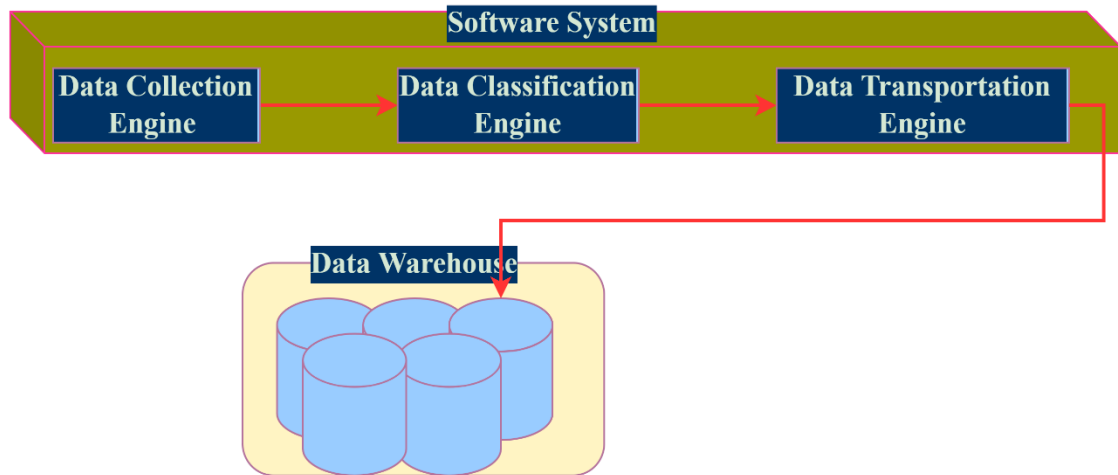 Software System
Data Collection
Engine
Data Classification
Engine
Data Transportation
Engine
Data Warehouse